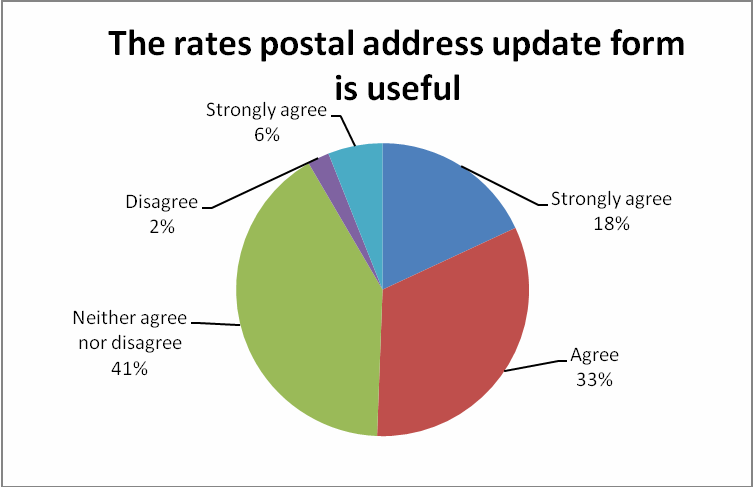 The rates postal address update form
is useful
Strongly agree
6%
Strongly agree
18%
Disagree
2%
Neither agree
nor disagree
41%
Agree
33%